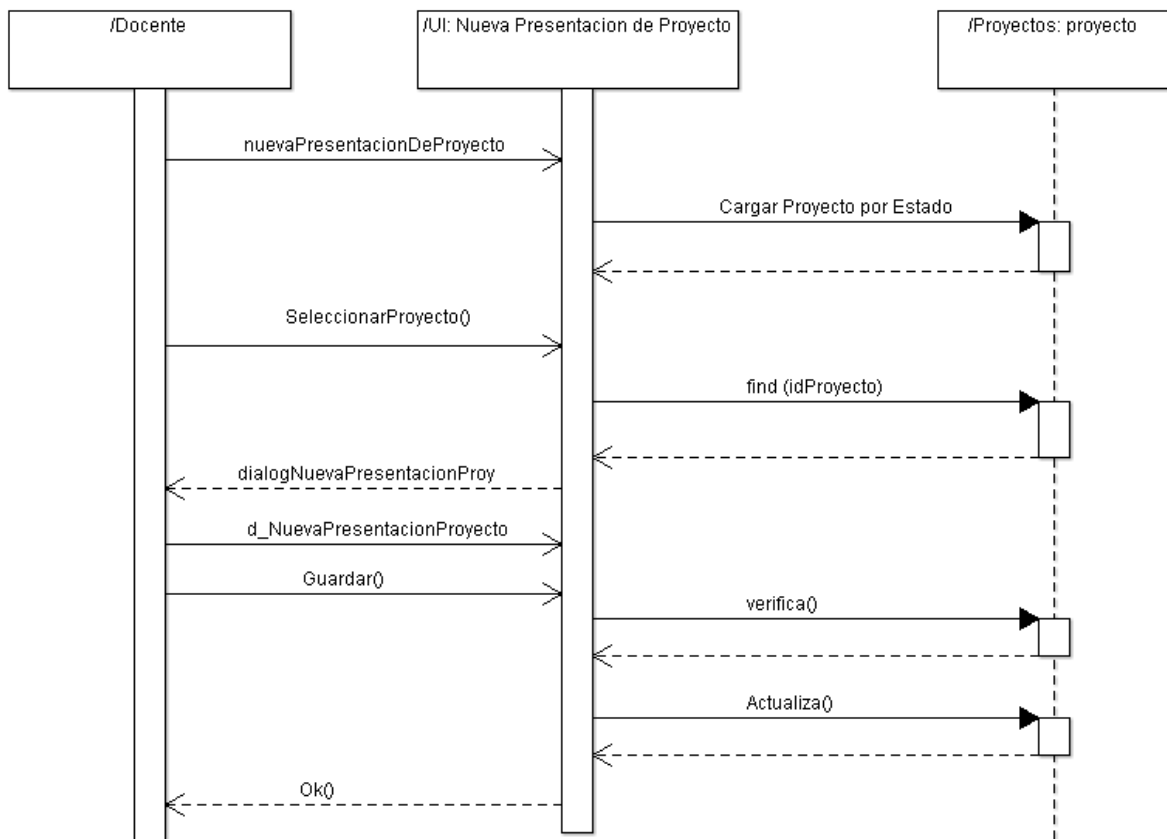 /Docente
/UI: Nueva Presentacion de Proyecto
/Proyectos: proyecto
nuevaPresentacionDeProyecto
Cargar Proyecto por Estado
SeleccionarProyecto()
find (idProyecto)
dialogNuevaPresentacionProy
d_NuevaPresentacionProyecto
Guardar()
verifica()
Actualiza()
Ok()